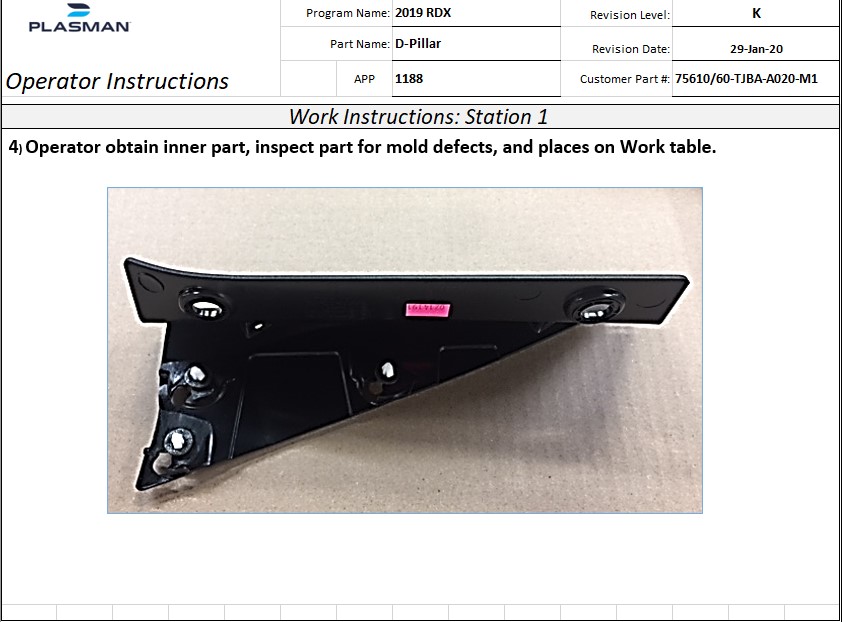 PLASMAN
Program Name: 2019 RDX
Revision Level: K
Part Name: D-Pillar
Revision Date: 29-Jan-20
Operator Instructions
APP 1188
Customer Part #: 75610/60-TJBA-A020-M1
Work Instructions: Station 1
4) Operator obtain inner part, inspect part for mold defects, and places on Work table.